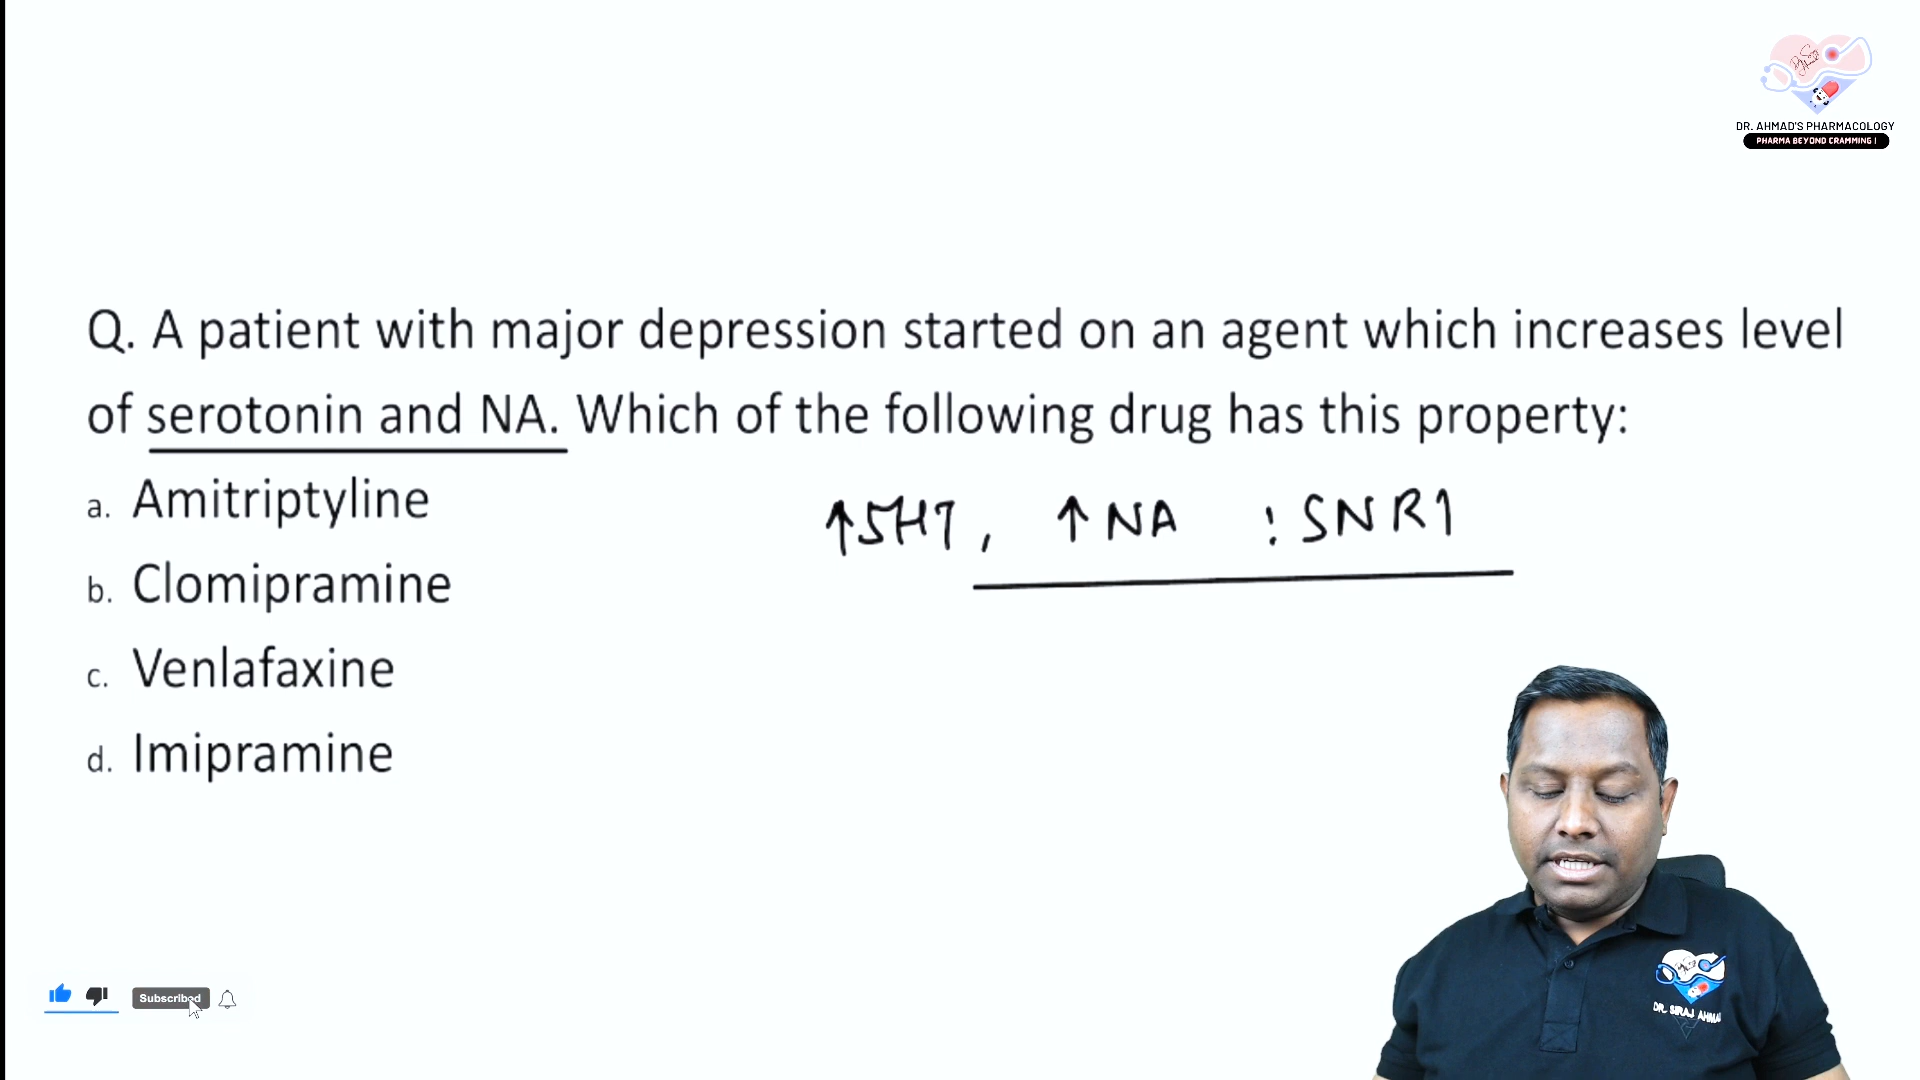 DR. AHMAD'S PHARMACOLOGY
PHARMA BEYOND CRAMMING !
Q. A patient with major depression started on an agent which increases level
of serotonin and NA. Which of the following drug has this property:
a. Amitriptyline
↑5HT, ↑NA : SNRI
b. Clomipramine
c. Venlafaxine
d. Imipramine
Subscribed
DR. SIRAJ AHMAD